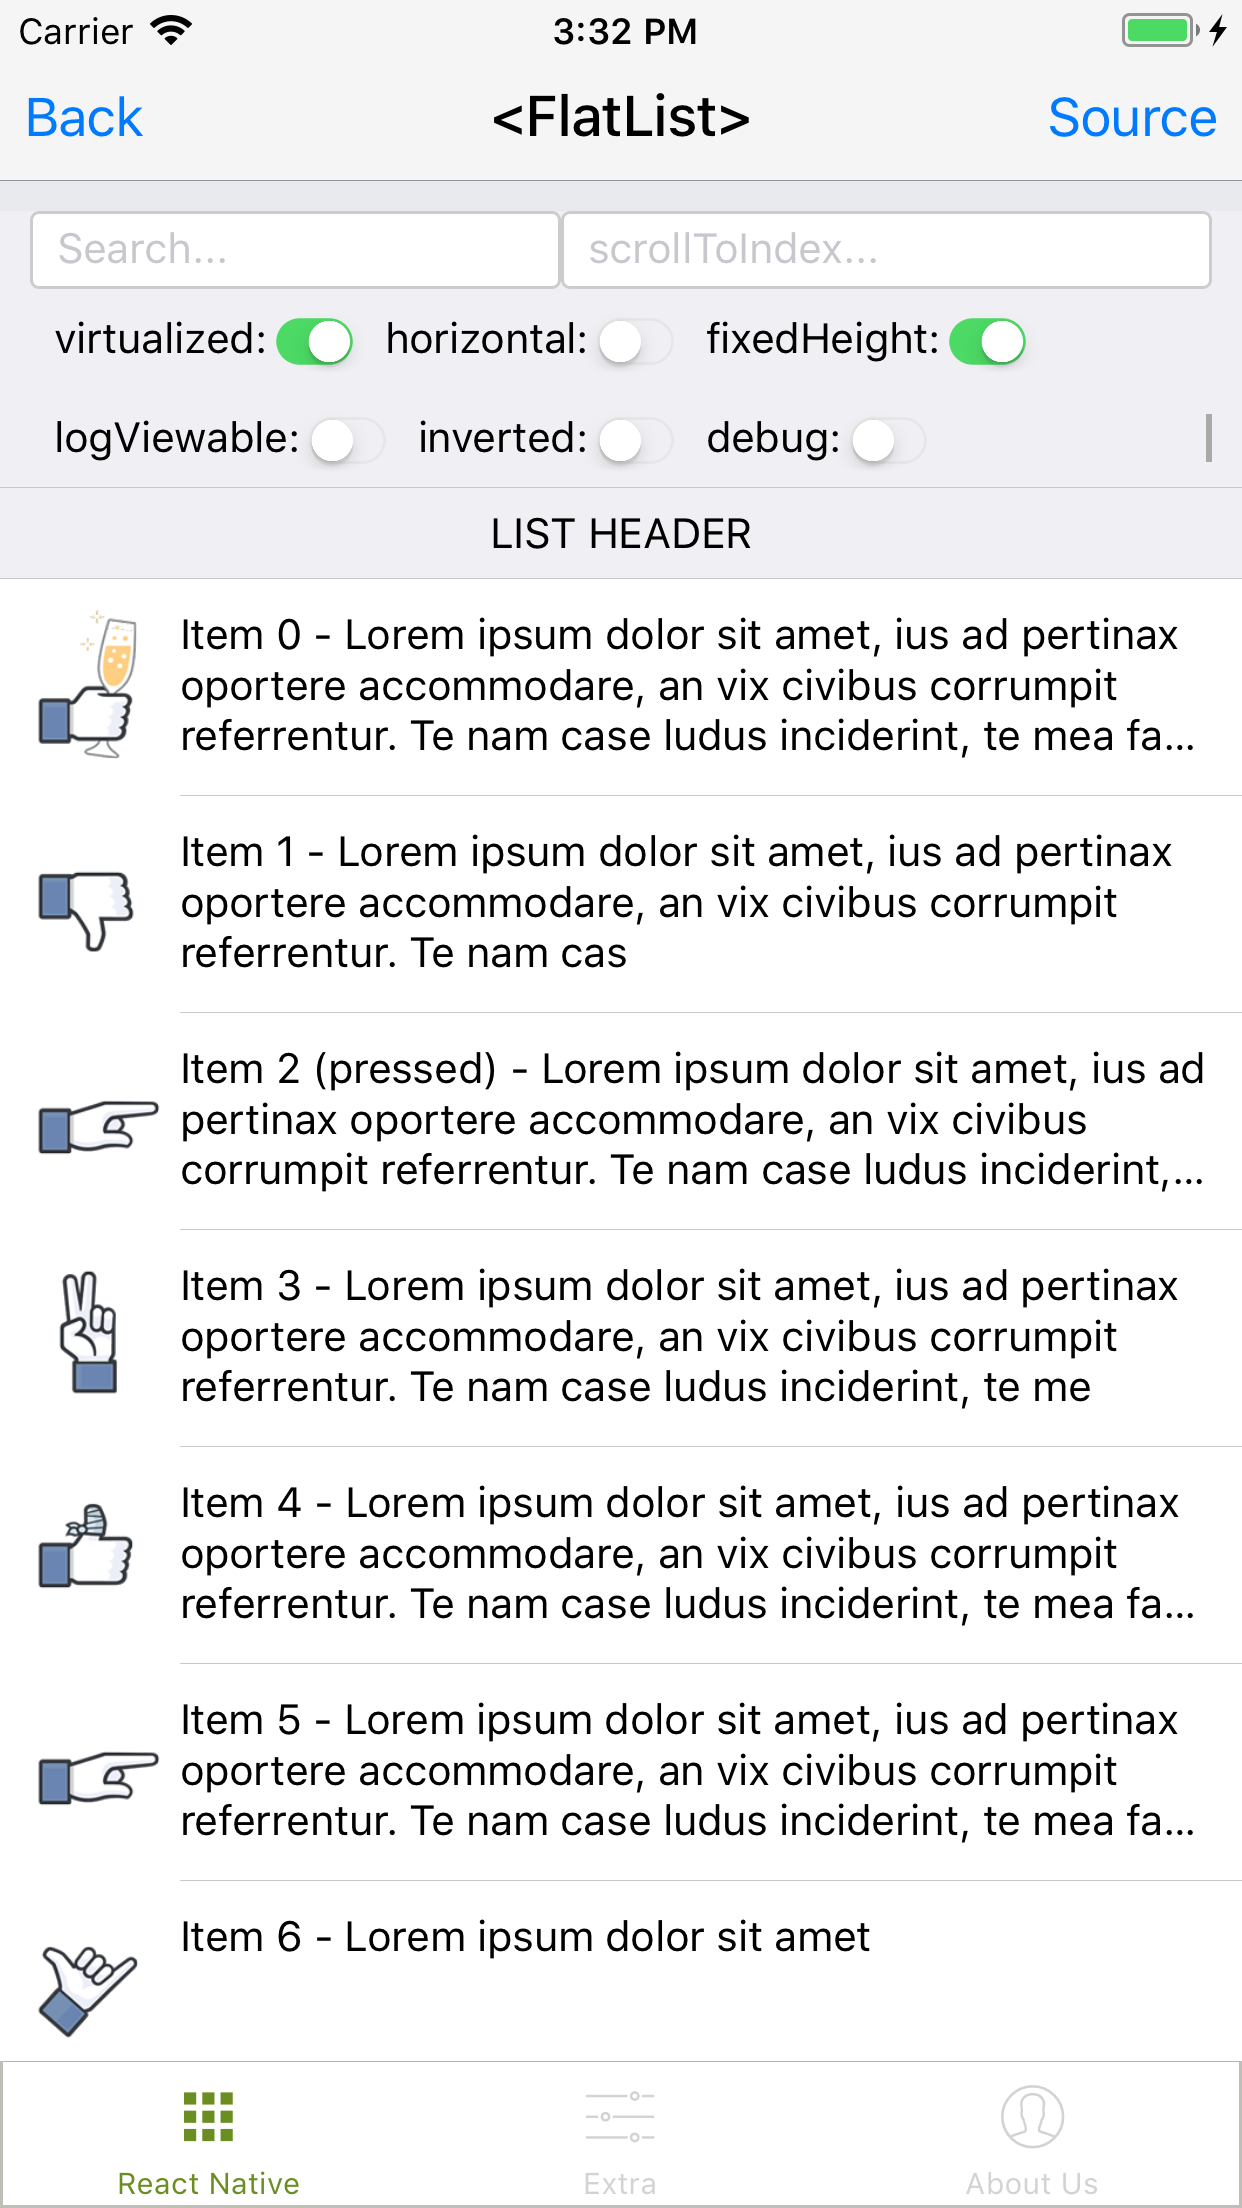 Carrier 3:32 PM
Back <FlatList> Source
Search... scrollToIndex...
virtualized: horizontal: fixedHeight:
logViewable: inverted: debug:
LIST HEADER
Item 0 - Lorem ipsum dolor sit amet, ius ad pertinax
oportere accommodare, an vix civibus corrumpit
referrentur. Te nam case ludus inciderint, te mea fa...
Item 1 - Lorem ipsum dolor sit amet, ius ad pertinax
oportere accommodare, an vix civibus corrumpit
referrentur. Te nam cas
Item 2 (pressed) - Lorem ipsum dolor sit amet, ius ad
pertinax oportere accommodare, an vix civibus
corrumpit referrentur. Te nam case ludus inciderint,...
Item 3 - Lorem ipsum dolor sit amet, ius ad pertinax
oportere accommodare, an vix civibus corrumpit
referrentur. Te nam case ludus inciderint, te me
Item 4 - Lorem ipsum dolor sit amet, ius ad pertinax
oportere accommodare, an vix civibus corrumpit
referrentur. Te nam case ludus inciderint, te mea fa...
Item 5 - Lorem ipsum dolor sit amet, ius ad pertinax
oportere accommodare, an vix civibus corrumpit
referrentur. Te nam case ludus inciderint, te mea fa...
Item 6 - Lorem ipsum dolor sit amet
React Native Extra About Us